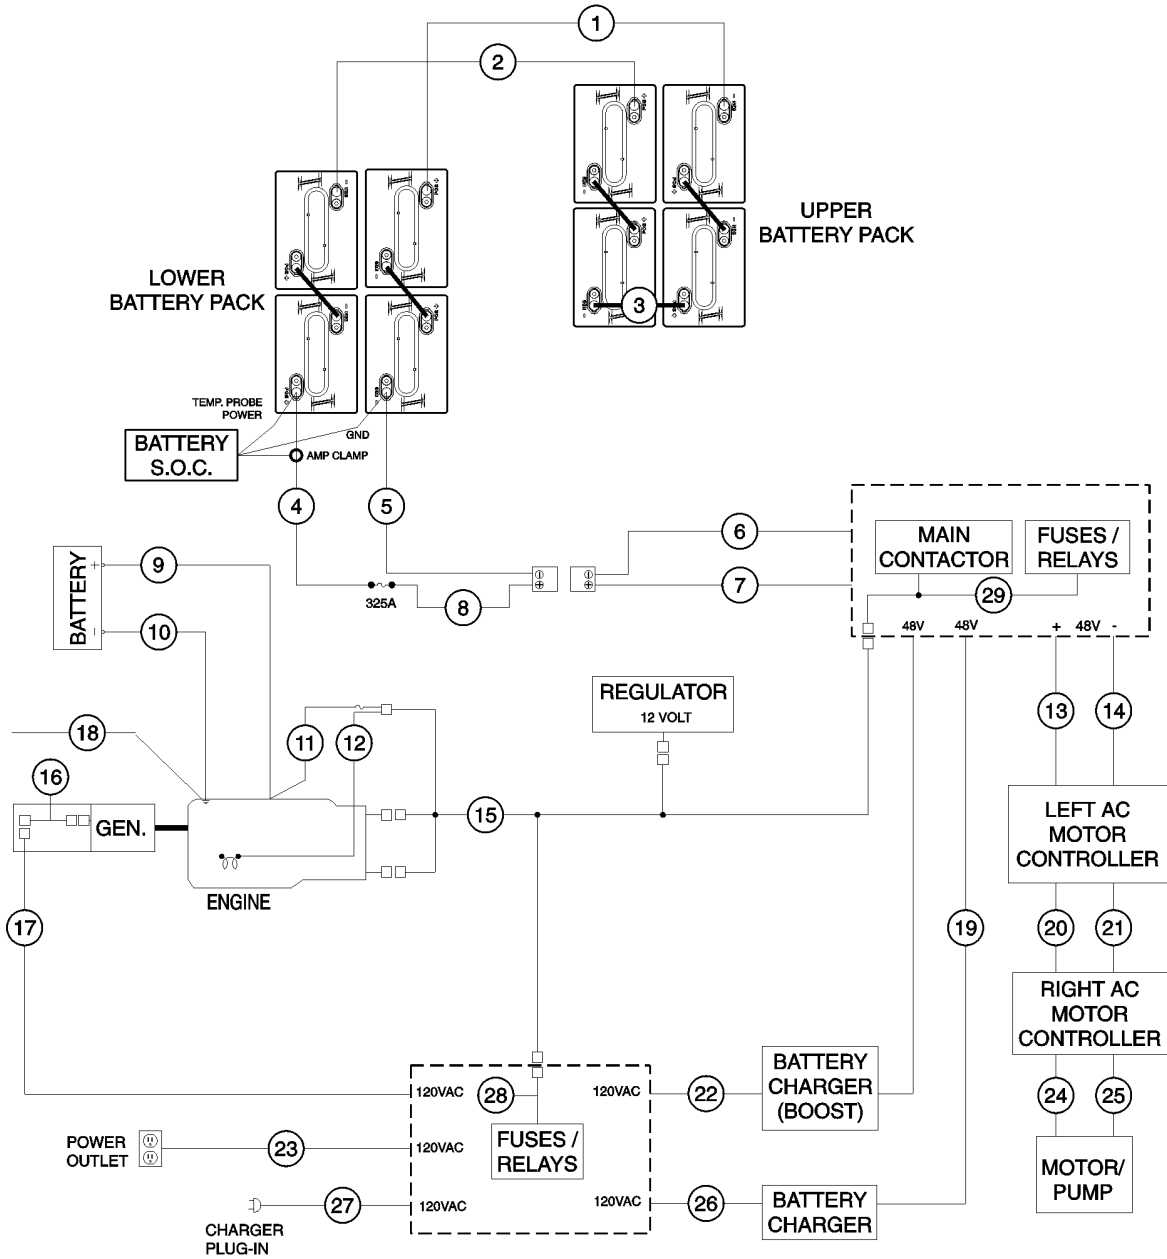 1
2
UPPER
BATTERY PACK
LOWER
BATTERY PACK
3
TEMP. PROBE
POWER
BATTERY
S.O.C.
GND
AMP CLAMP
4
5
6
7
8
325A
MAIN
CONTACTOR
FUSES /
RELAYS
29
48V
48V
+ 48V -
BATTERY
+
-
9
10
REGULATOR
12 VOLT
11
12
13
14
18
16
GEN.
15
ENGINE
LEFT AC
MOTOR
CONTROLLER
17
19
20
21
RIGHT AC
MOTOR
CONTROLLER
120VAC
28
120VAC
22
BATTERY
CHARGER
(BOOST)
24
25
POWER
OUTLET
23
120VAC
FUSES /
RELAYS
MOTOR/
PUMP
CHARGER
PLUG-IN
27
120VAC
120VAC
26
BATTERY
CHARGER